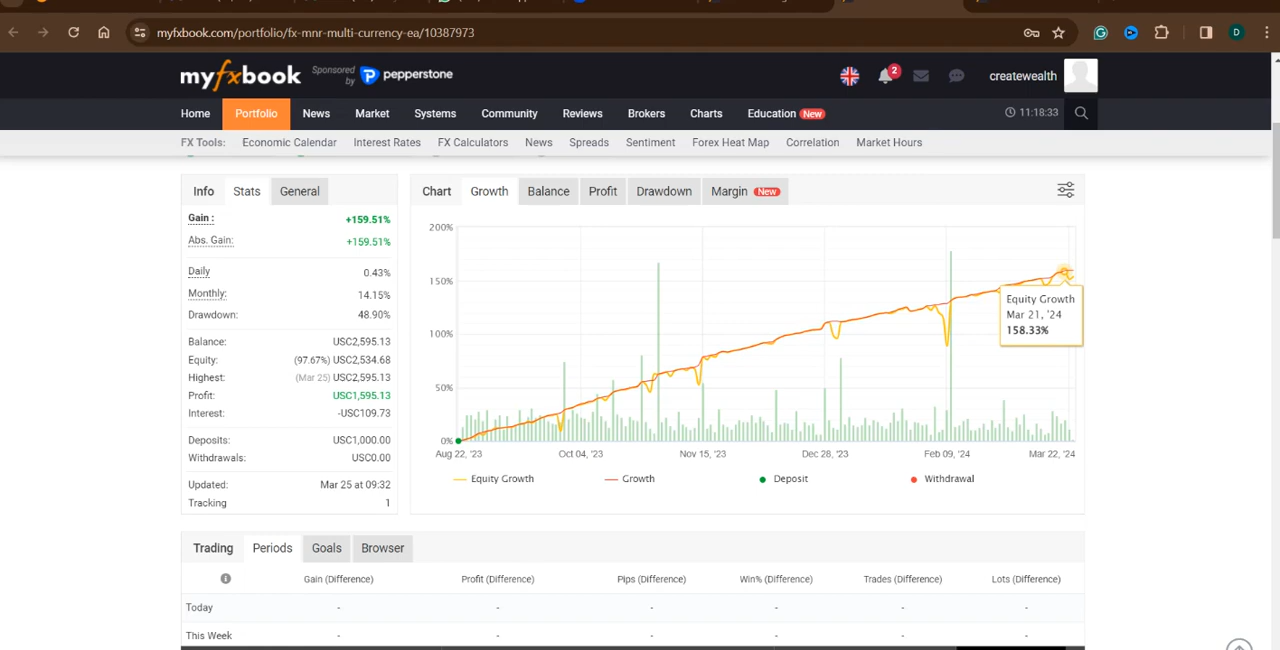 myfxbook.com/portfolio/fx-mnr-multi-currency-ea/10387973
D
myfxbook Sponsored by pepperstone
2 createwealth
Home Portfolio News Market Systems Community Reviews Brokers Charts Education New 11:18:33
FX Tools: Economic Calendar Interest Rates FX Calculators News Spreads Sentiment Forex Heat Map Correlation Market Hours
Info Stats General
Gain : +159.51%
Abs. Gain: +159.51%
Daily 0.43%
Monthly: 14.15%
Drawdown: 48.90%
Balance: USC2,595.13
Equity: (97.67%) USC2,534.68
Highest: (Mar 25) USC2,595.13
Profit: USC1,595.13
Interest: -USC109.73
Deposits: USC1,000.00
Withdrawals: USC0.00
Updated: Mar 25 at 09:32
Tracking 1
Chart Growth Balance Profit Drawdown Margin New
200%
150%
100%
50%
0%
Equity Growth
Mar 21, '24
158.33%
Aug 22, '23 Oct 04, '23 Nov 15, '23 Dec 28, '23 Feb 09, '24 Mar 22, '24
Equity Growth Growth Deposit Withdrawal
Trading Periods Goals Browser
Gain (Difference) Profit (Difference) Pips (Difference) Win% (Difference) Trades (Difference) Lots (Difference)
Today - - - - - -
This Week - - - - - -